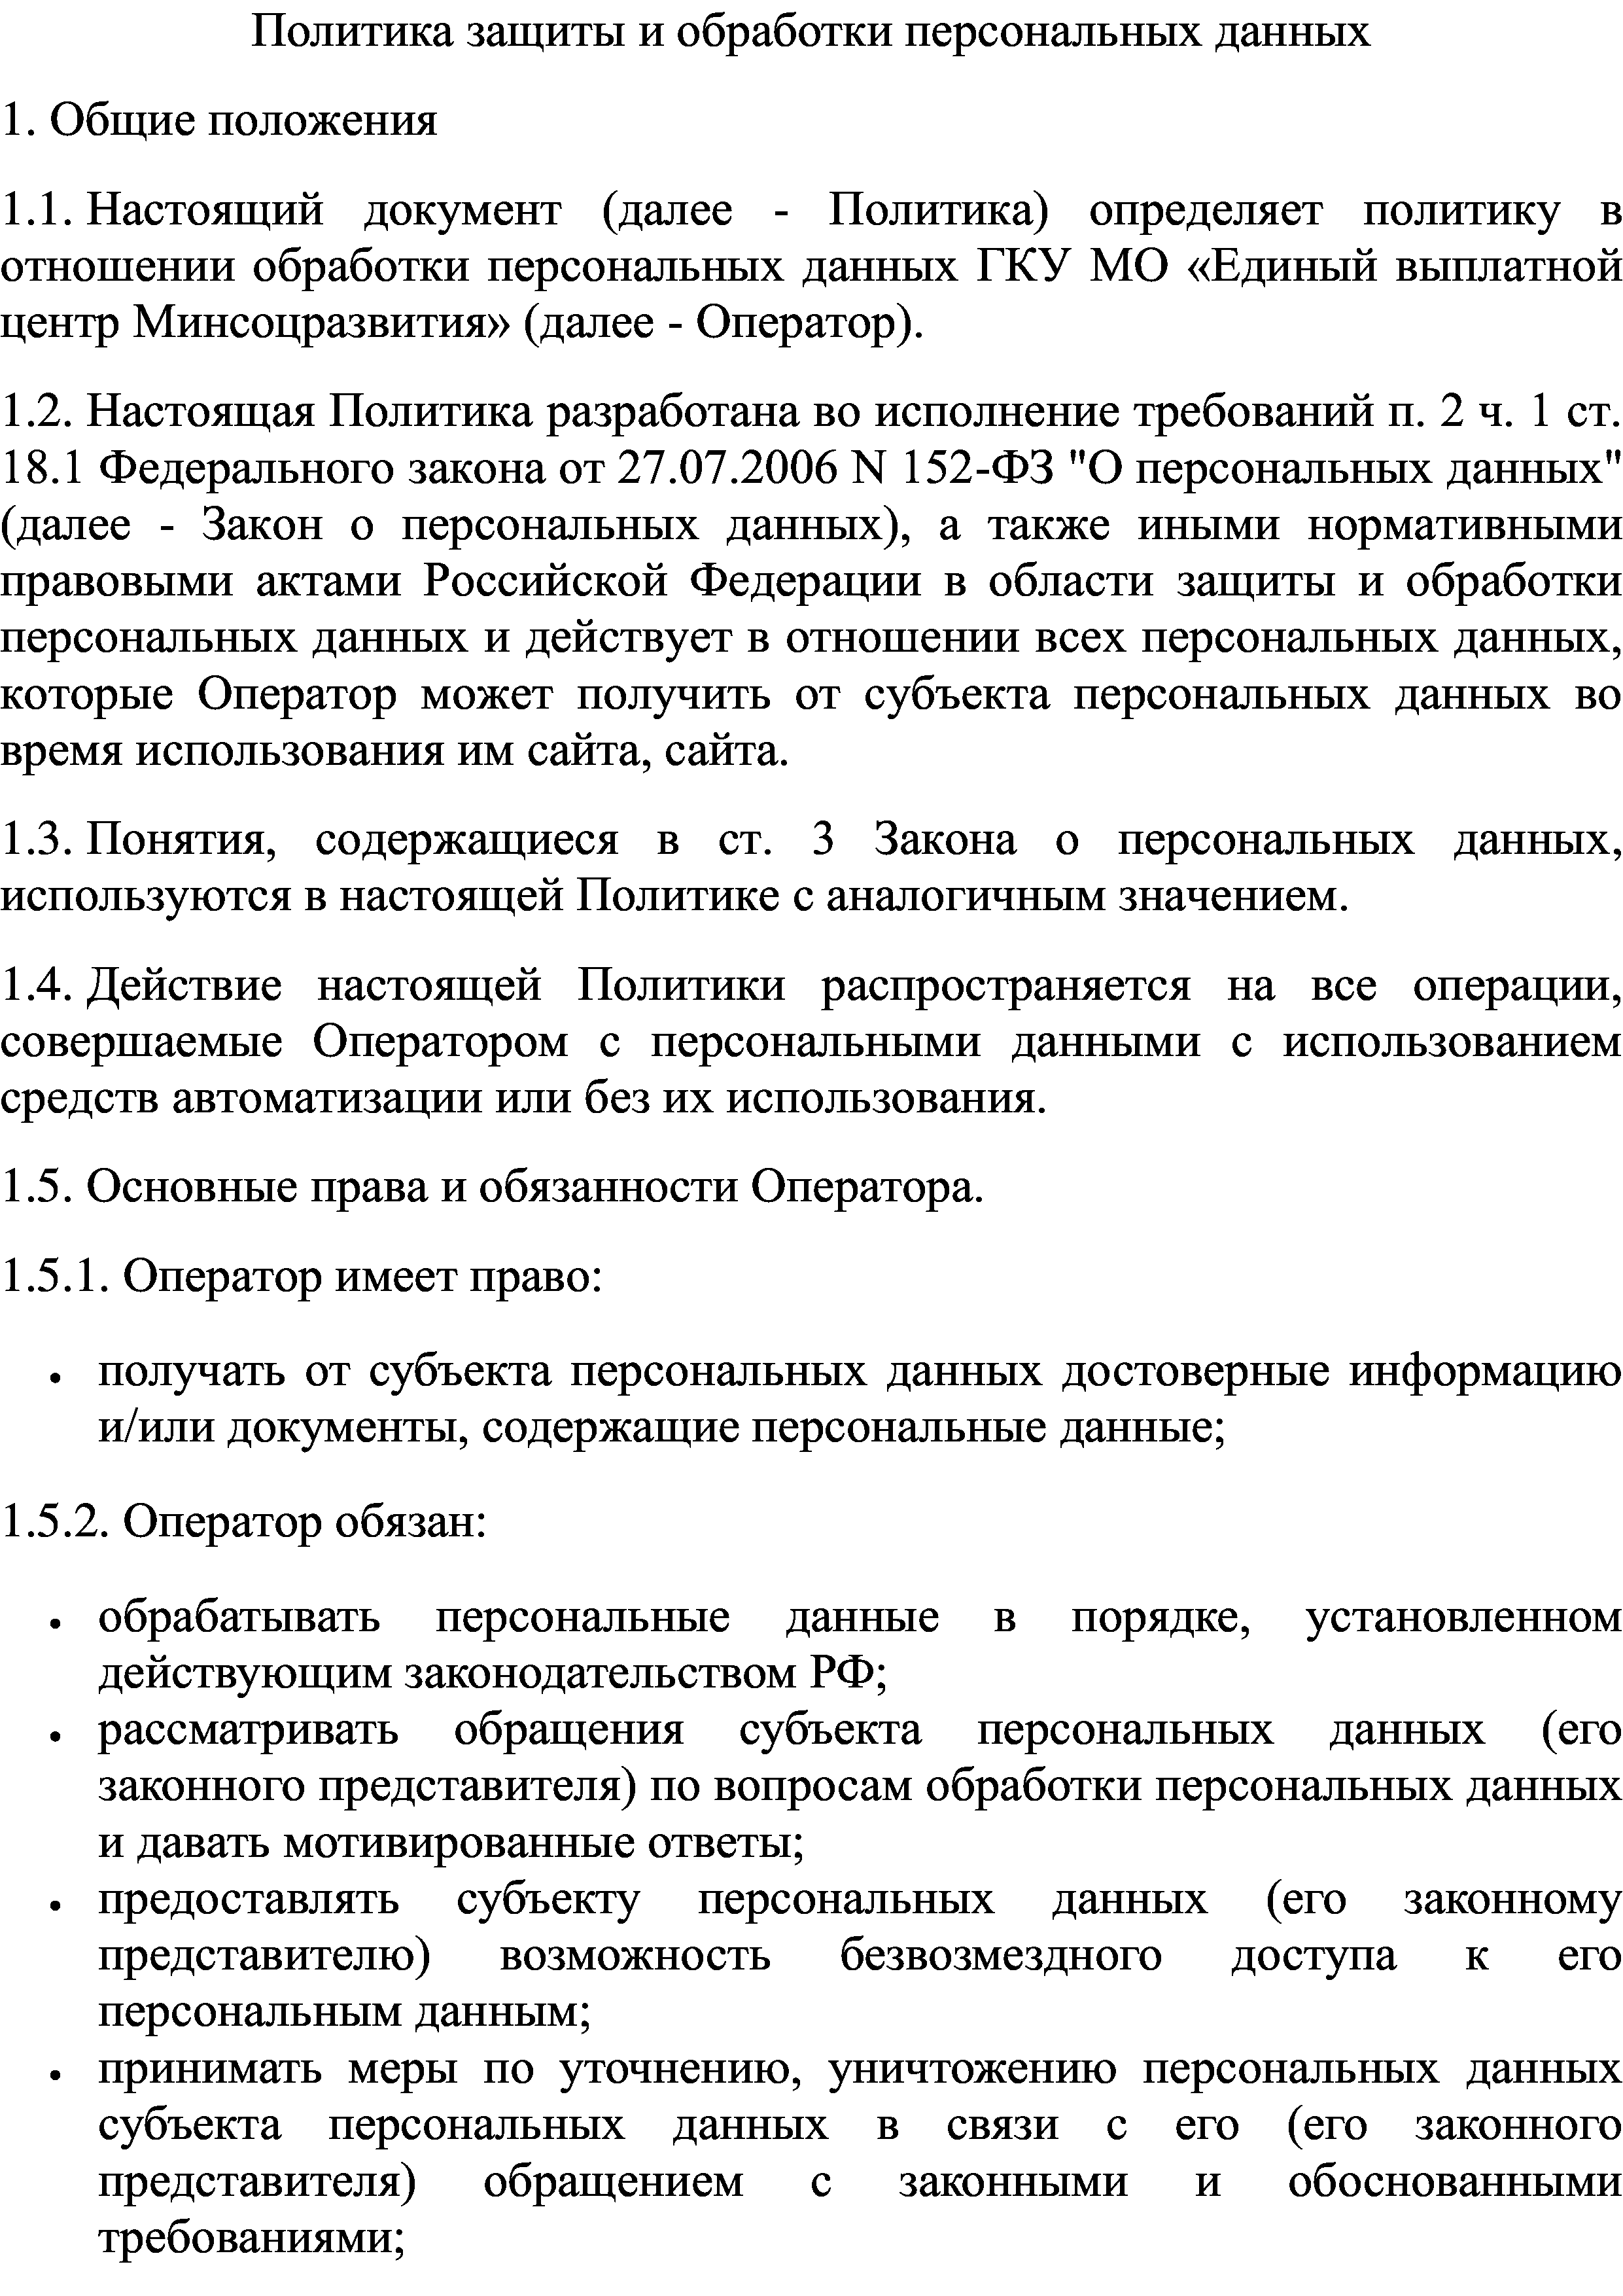 Политика защиты и обработки персональных данных
1. Общие положения
1.1. Настоящий документ (далее - Политика) определяет политику в
отношении обработки персональных данных ГКУ МО «Единый выплатной
центр Минсоцразвития» (далее - Оператор).
1.2. Настоящая Политика разработана во исполнение требований п. 2 ч. 1 ст.
18.1 Федерального закона от 27.07.2006 N 152-ФЗ "О персональных данных"
(далее - Закон о персональных данных), а также иными нормативными
правовыми актами Российской Федерации в области защиты и обработки
персональных данных и действует в отношении всех персональных данных,
которые Оператор может получить от субъекта персональных данных во
время использования им сайта, сайта.
1.3. Понятия, содержащиеся в ст. 3 Закона о персональных данных,
используются в настоящей Политике с аналогичным значением.
1.4. Действие настоящей Политики распространяется на все операции,
совершаемые Оператором с персональными данными с использованием
средств автоматизации или без их использования.
1.5. Основные права и обязанности Оператора.
1.5.1. Оператор имеет право:
• получать от субъекта персональных данных достоверные информацию
и/или документы, содержащие персональные данные;
1.5.2. Оператор обязан:
• обрабатывать персональные данные в порядке, установленном
действующим законодательством РФ;
• рассматривать обращения субъекта персональных данных (его
законного представителя) по вопросам обработки персональных данных
и давать мотивированные ответы;
• предоставлять субъекту персональных данных (его законному
представителю) возможность безвозмездного доступа к его
персональным данным;
• принимать меры по уточнению, уничтожению персональных данных
субъекта персональных данных в связи с его (его законного
представителя) обращением с законными и обоснованными
требованиями;